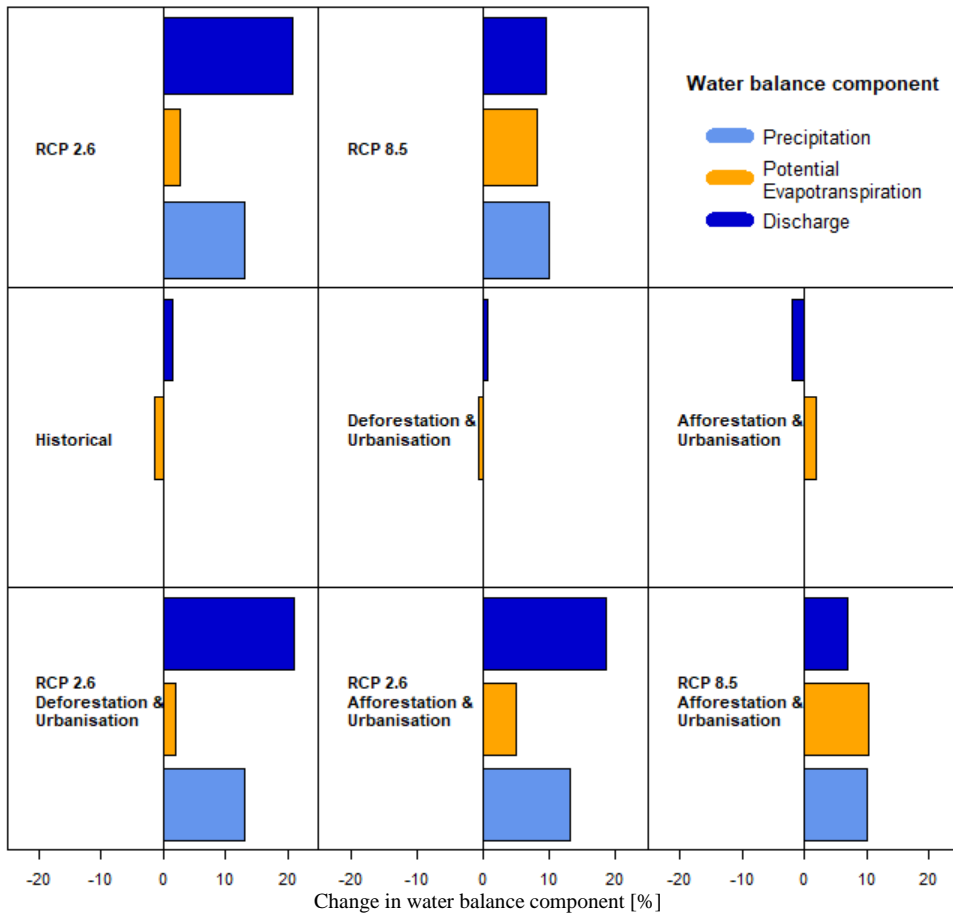 RCP 2.6
RCP 8.5
Water balance component
Precipitation
Potential
Evapotranspiration
Discharge
Historical
Deforestation &
Urbanisation
Afforestation &
Urbanisation
RCP 2.6
Deforestation &
Urbanisation
RCP 2.6
Afforestation &
Urbanisation
RCP 8.5
Afforestation &
Urbanisation
-20 -10 0 10 20 -20 -10 0 10 20 -20 -10 0 10 20
Change in water balance component [%]